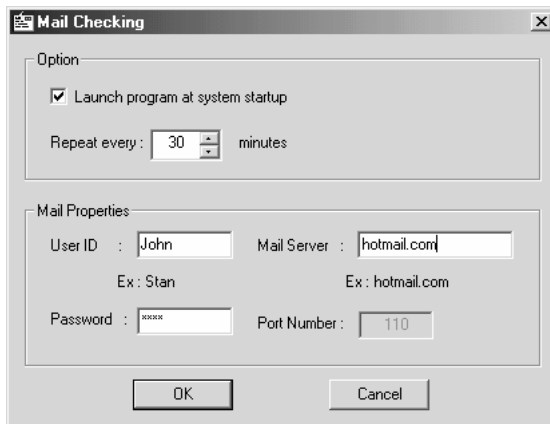 Mail Checking
Option
Launch program at system startup
Repeat every : 30 minutes
Mail Properties
User ID : John Mail Server : hotmail.com
Ex : Stan Ex : hotmail.com
Password : xxxx Port Number : 110
OK Cancel